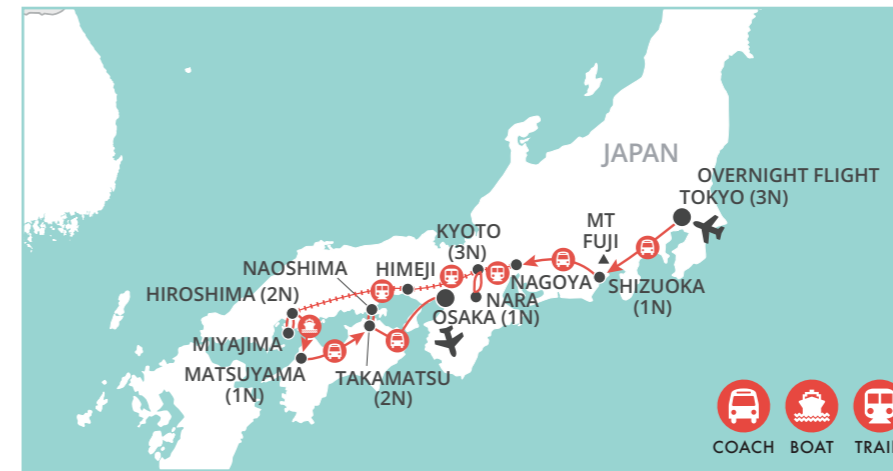 JAPAN
OVERNIGHT FLIGHT
TOKYO (3N)
MT
FUJI
KYOTO
(3N)
NAOSHIMA
HIMEJI
NAGOYA
SHIZUOKA
(1N)
HIROSHIMA (2N)
NARA
OSAKA (1N)
MIYAJIMA
MATSUYAMA
(1N)
TAKAMATSU
(2N)
COACH
BOAT